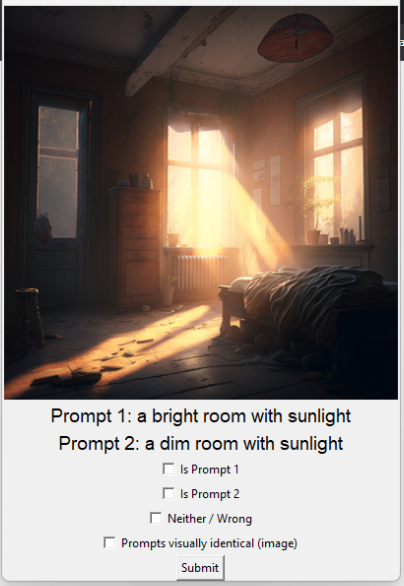 Prompt 1: a bright room with sunlight
Prompt 2: a dim room with sunlight
Is Prompt 1
Is Prompt 2
Neither / Wrong
Prompts visually identical (image)
Submit